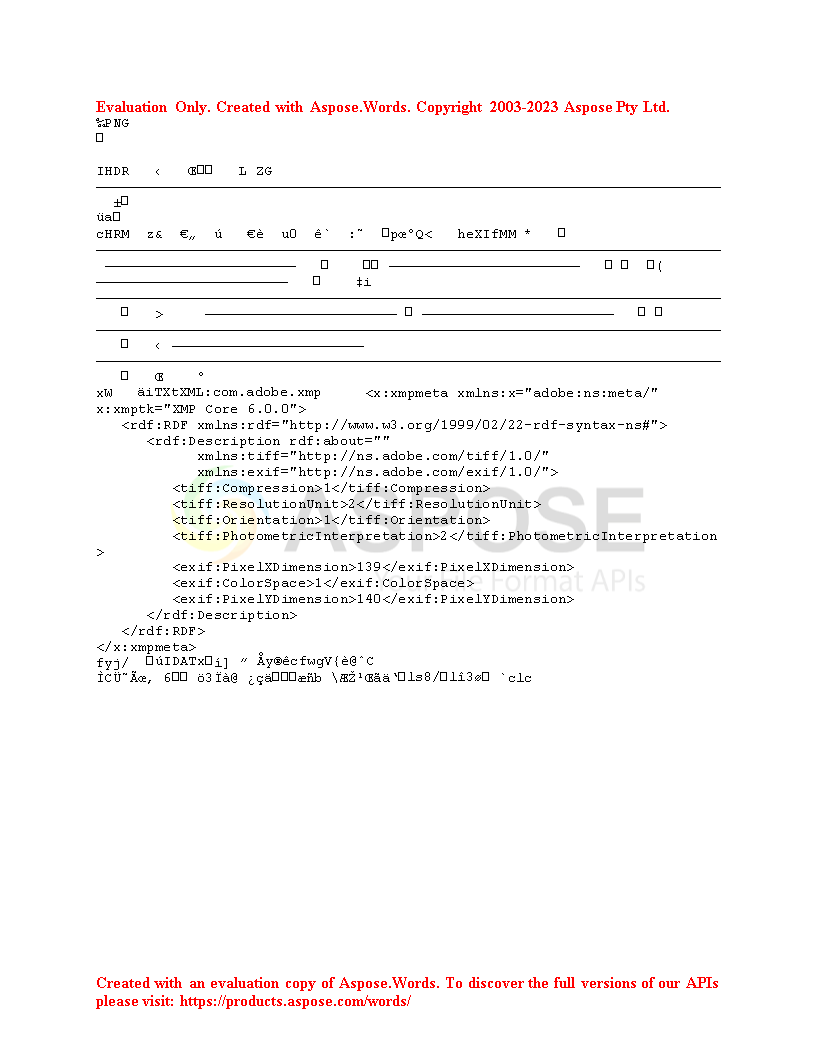 Evaluation Only. Created with Aspose.Words. Copyright 2003-2023 Aspose Pty Ltd.
‰PNG
IHDR ‹ Œ L ZG
±
üa
cHRM z& €„ ú €è u0 ê` :˜ pœºQ< heXIfMM *
(
‡i
>
‹
Œ º
xW äiTXtXML:com.adobe.xmp <x:xmpmeta xmlns:x="adobe:ns:meta/"
x:xmptk="XMP Core 6.0.0">
<rdf:RDF xmlns:rdf="http://www.w3.org/1999/02/22-rdf-syntax-ns#">
<rdf:Description rdf:about=""
xmlns:tiff="http://ns.adobe.com/tiff/1.0/"
xmlns:exif="http://ns.adobe.com/exif/1.0/">
<tiff:Compression>1</tiff:Compression>
<tiff:ResolutionUnit>2</tiff:ResolutionUnit>
<tiff:Orientation>1</tiff:Orientation>
<tiff:PhotometricInterpretation>2</tiff:PhotometricInterpretation
>
ASPOSE
<exif:PixelXDimension>139</exif:PixelXDimension>
<exif:ColorSpace>1</exif:ColorSpace>
Format APIs
<exif:PixelYDimension>140</exif:PixelYDimension>
</rdf:Description>
</rdf:RDF>
</x:xmpmeta>
fyj/ úIDATx í] ″ Åy®êcfwgV{è@ˆC
ÌCÜ˜Ãœ, 6 ö3Ïà@ ¿çä æñb \ÆŽ¹Œãä‘ ls8/ lî3ø `clc
Created with an evaluation copy of Aspose.Words. To discover the full versions of our APIs
please visit: https://products.aspose.com/words/